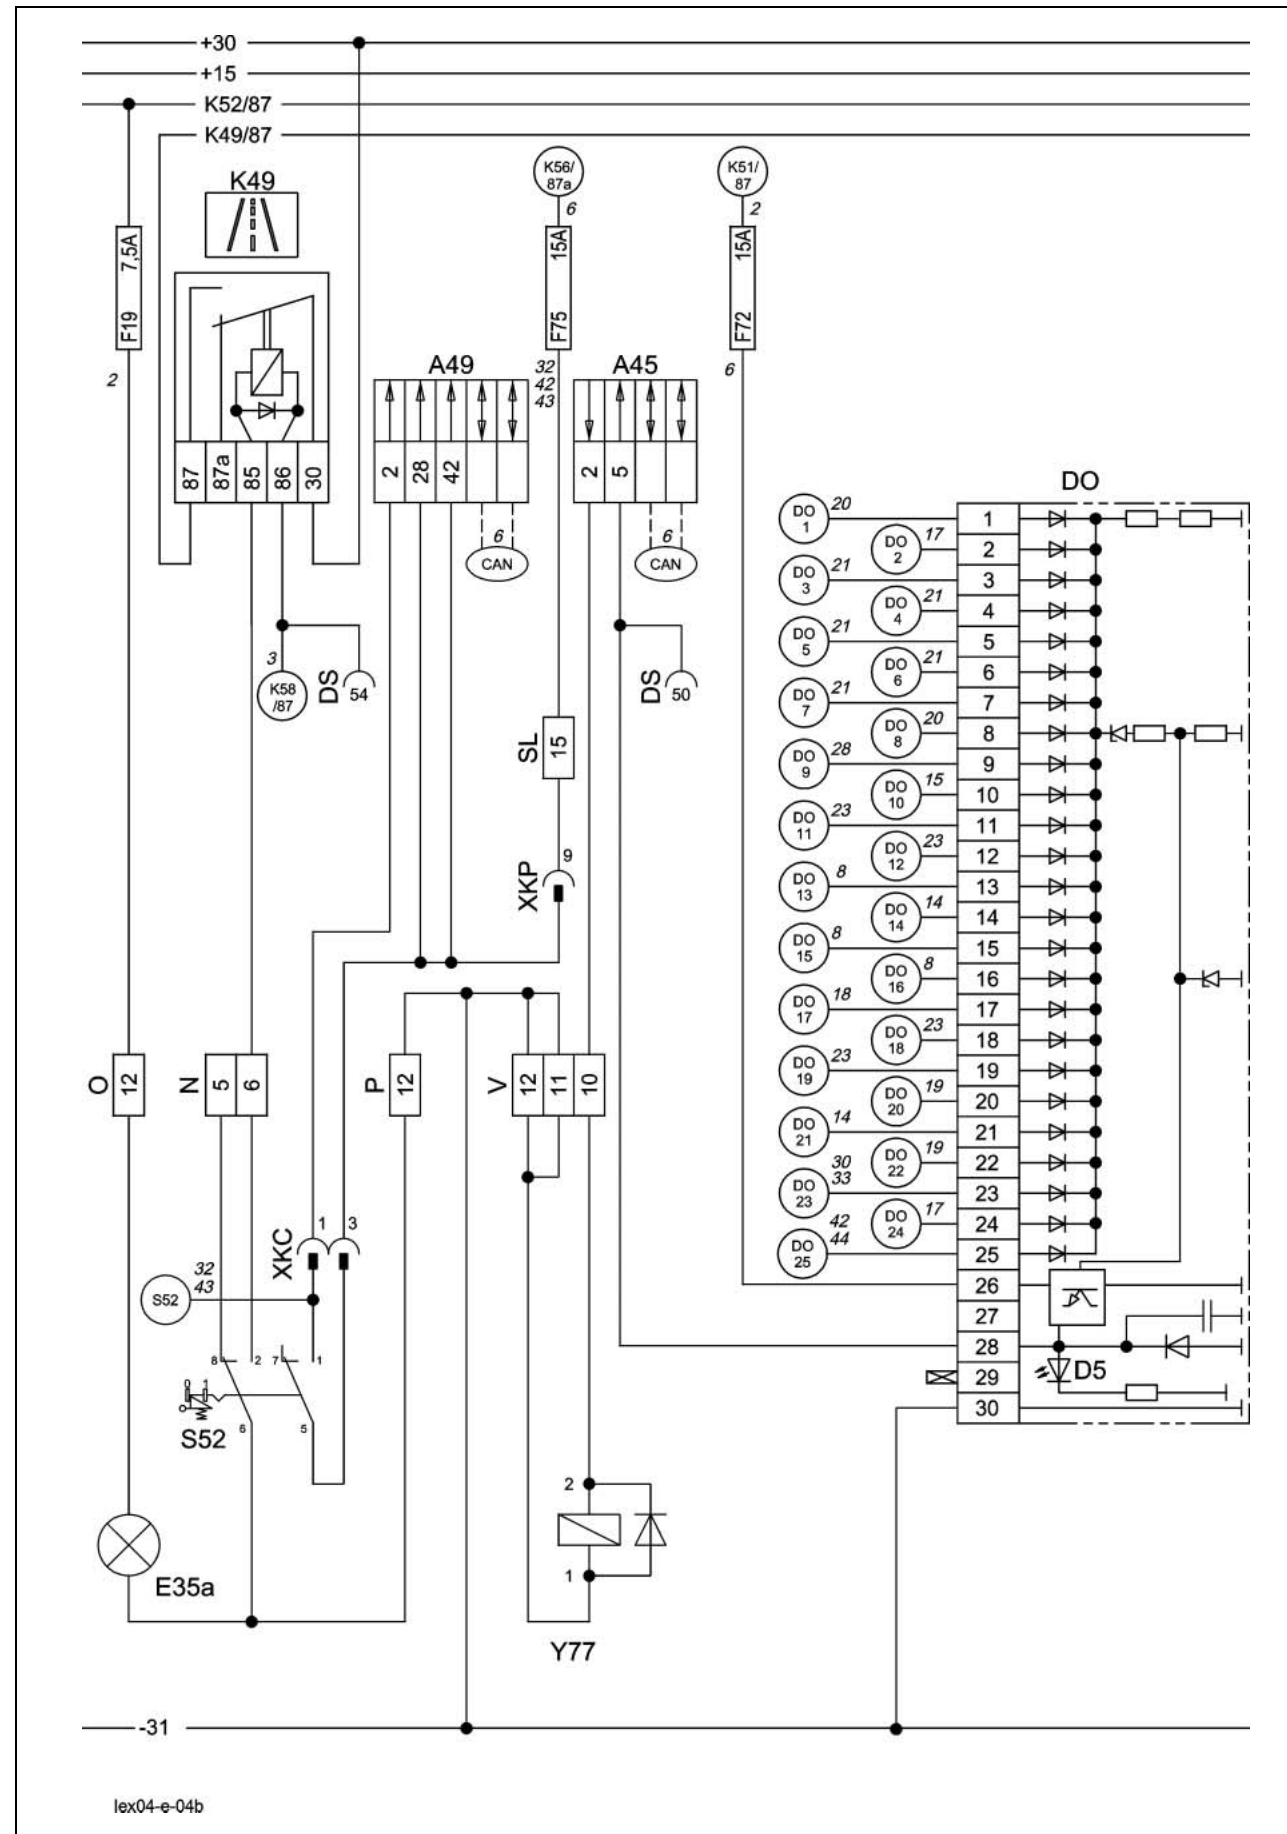 +30
+15
K52/87
K49/87
K49
K56/
87a
6
K51/
87
2
F19 7,5A
F75 15A
F72 15A
2
32
42
43
6
A49
A45
87
87a
85
86
30
2
28
42
2
5
6
CAN
6
CAN
3
K58
/87
DS
54
DS
50
SL
15
XKP
9
DO
DO
1
20
1
DO
2
17
2
DO
3
21
3
DO
4
21
4
DO
5
21
5
DO
6
21
6
DO
7
21
7
DO
8
20
8
DO
9
28
9
DO
10
15
10
DO
11
23
11
DO
12
23
12
DO
13
8
13
DO
14
14
14
DO
15
8
15
DO
16
8
16
DO
17
18
17
DO
18
23
18
DO
19
23
19
DO
20
19
20
DO
21
14
21
DO
22
19
22
DO
23
30
33
23
DO
24
17
24
DO
25
42
44
25
26
27
28
29
30
D5
O
12
N
5
6
P
12
V
12
11
10
XKC
1
3
S52
32
43
8
2
7
1
0
1
6
5
S52
E35a
2
1
Y77
-31
lex04-e-04b